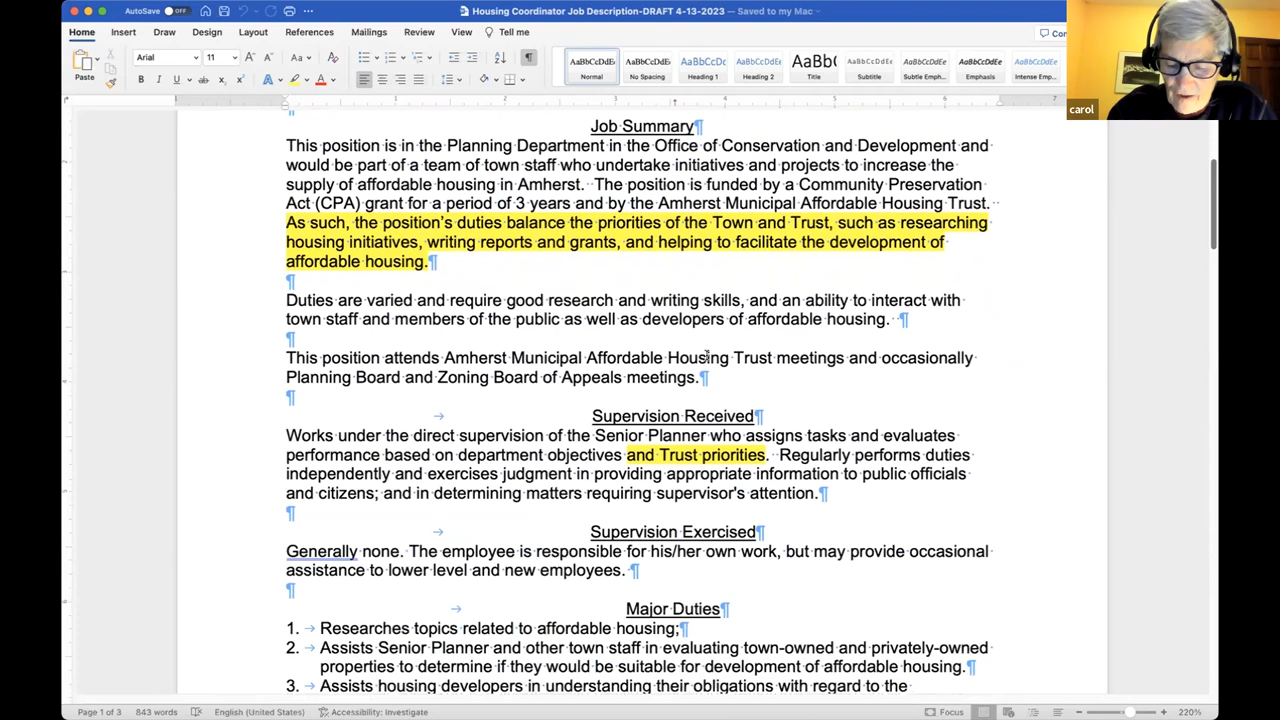 AutoSave OFF
Housing Coordinator Job Description-DRAFT 4-13-2023 — Saved to my Mac
Home Insert Draw Design Layout References Mailings Review View Tell me
Paste
Arial 11
AaBbCcDdEe Normal
AaBbCcDdEe No Spacing
AaBbCcDc Heading 1
AaBbCcDdEe Heading 2
AaBb( Title
AaBbCcDdEe Subtitle
AaBbCcDdEe Subtle Emph...
AaBbCcDdEe Emphasis
AaBbCcDdEe Intense Emp...
carol
Job Summary¶
This position is in the Planning Department in the Office of Conservation and Development and
would be part of a team of town staff who undertake initiatives and projects to increase the
supply of affordable housing in Amherst. The position is funded by a Community Preservation
Act (CPA) grant for a period of 3 years and by the Amherst Municipal Affordable Housing Trust.
As such, the position's duties balance the priorities of the Town and Trust, such as researching
housing initiatives, writing reports and grants, and helping to facilitate the development of
affordable housing.¶
¶
Duties are varied and require good research and writing skills, and an ability to interact with
town staff and members of the public as well as developers of affordable housing. ¶
¶
This position attends Amherst Municipal Affordable Housing Trust meetings and occasionally
Planning Board and Zoning Board of Appeals meetings.¶
¶
Supervision Received¶
Works under the direct supervision of the Senior Planner who assigns tasks and evaluates
performance based on department objectives and Trust priorities. Regularly performs duties
independently and exercises judgment in providing appropriate information to public officials
and citizens; and in determining matters requiring supervisor's attention.¶
¶
Supervision Exercised¶
Generally none. The employee is responsible for his/her own work, but may provide occasional
assistance to lower level and new employees. ¶
¶
Major Duties¶
1. Researches topics related to affordable housing;¶
2. Assists Senior Planner and other town staff in evaluating town-owned and privately-owned
properties to determine if they would be suitable for development of affordable housing.¶
3. Assists housing developers in understanding their obligations with regard to the
Page 1 of 3 843 words English (United States) Accessibility: Investigate Focus 220%